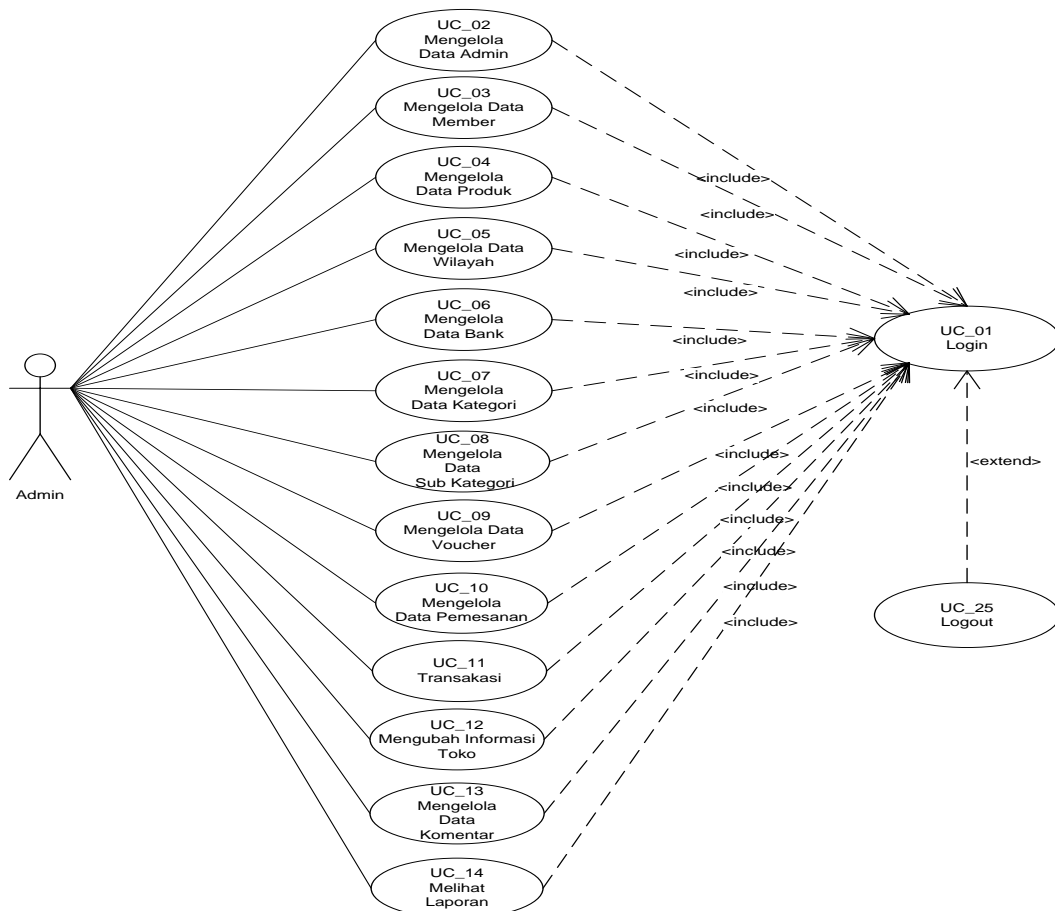 UC_02
Mengelola
Data Admin
UC_03
Mengelola Data
Member
UC_04
Mengelola
Data Produk
UC_05
Mengelola Data
Wilayah
UC_06
Mengelola
Data Bank
UC_07
Mengelola
Data Kategori
UC_08
Mengelola
Data
Sub Kategori
UC_09
Mengelola Data
Voucher
UC_10
Mengelola
Data Pemesanan
UC_11
Transakasi
UC_12
Mengubah Informasi
Toko
UC_13
Mengelola
Data
Komentar
UC_14
Melihat
Laporan
Admin
<include>
<include>
<include>
<include>
<include>
<include>
<include>
<include>
<include>
<include>
<include>
<include>
<include>
UC_01
Login
<extend>
UC_25
Logout